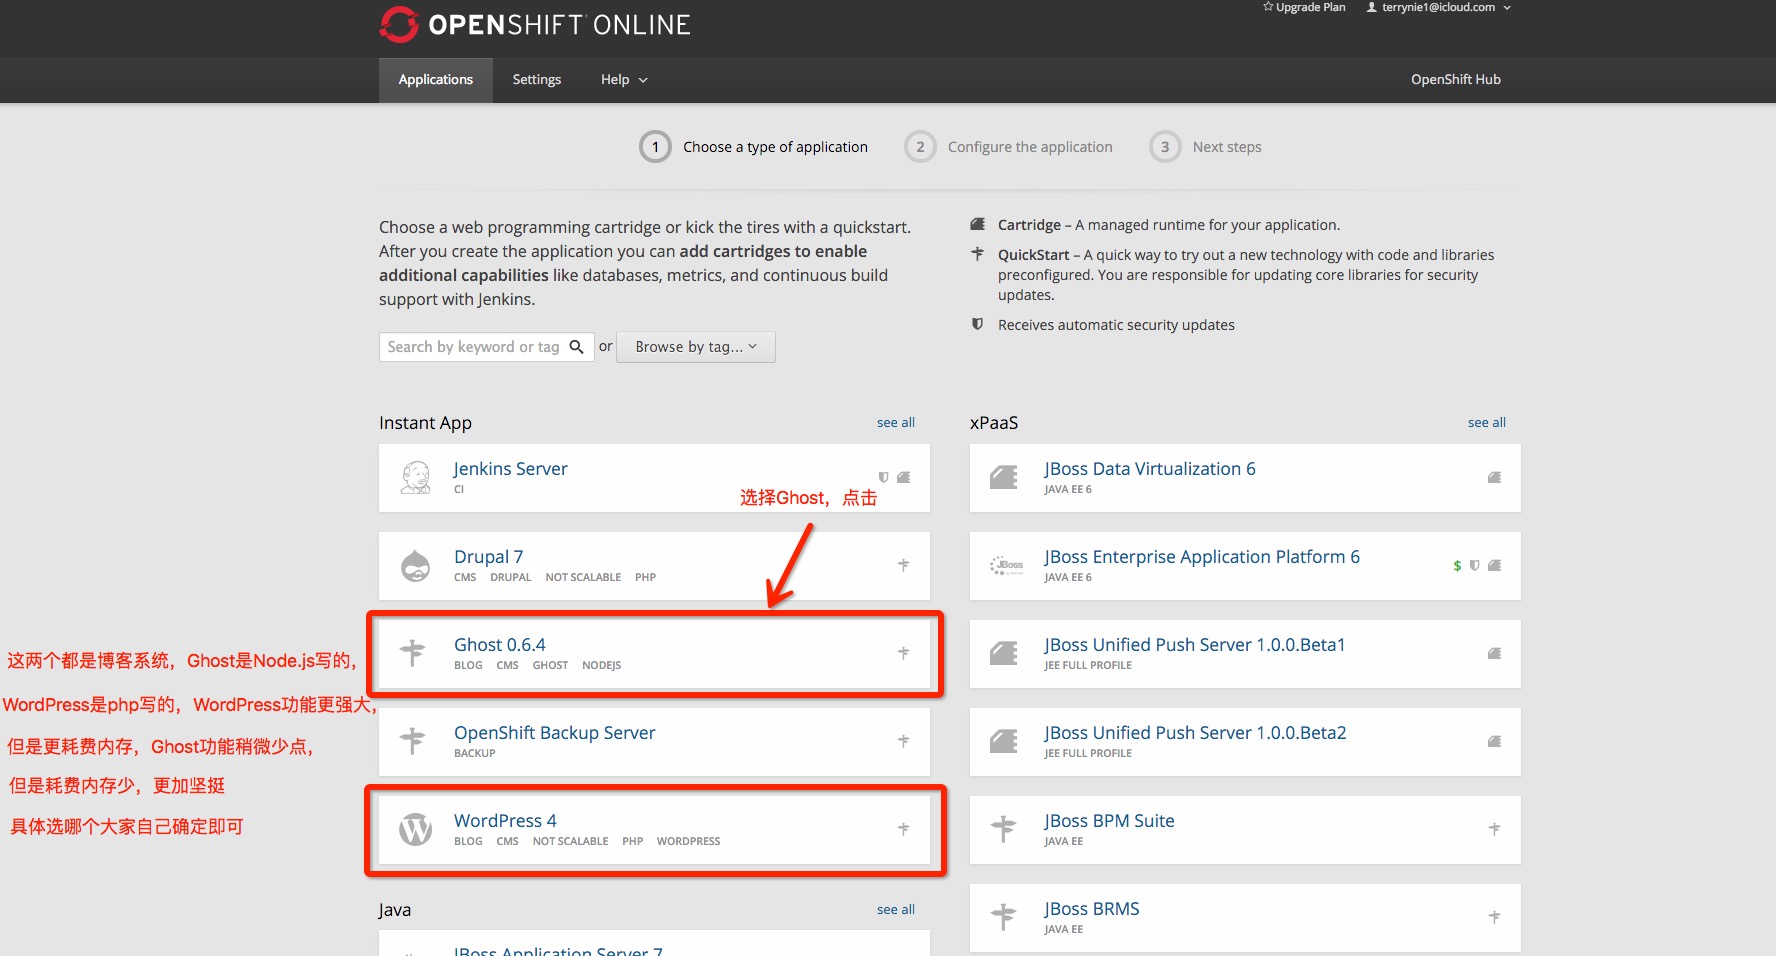 OPENSHIFT ONLINE
Upgrade Plan
terrynie1@icloud.com
Applications
Settings
Help
OpenShift Hub
1 Choose a type of application
2 Configure the application
3 Next steps
Choose a web programming cartridge or kick the tires with a quickstart.
After you create the application you can add cartridges to enable
additional capabilities like databases, metrics, and continuous build
support with Jenkins.
Cartridge – A managed runtime for your application.
QuickStart – A quick way to try out a new technology with code and libraries
preconfigured. You are responsible for updating core libraries for security
updates.
Receives automatic security updates
Search by keyword or tag
or
Browse by tag...
Instant App
see all
Jenkins Server
CI
选择Ghost，点击
Drupal 7
CMS DRUPAL NOT SCALABLE PHP
Ghost 0.6.4
BLOG CMS GHOST NODEJS
OpenShift Backup Server
BACKUP
WordPress 4
BLOG CMS NOT SCALABLE PHP WORDPRESS
这两个都是博客系统，Ghost是Node.js写的，
WordPress是php写的，WordPress功能更强大，
但是更耗费内存，Ghost功能稍微少点，
但是耗费内存少，更加坚挺
具体选哪个大家自己确定即可
Java
see all
JBoss Application Server 7
xPaaS
see all
JBoss Data Virtualization 6
JAVA EE 6
JBoss
JBoss Enterprise Application Platform 6
JAVA EE 6
$
JBoss Unified Push Server 1.0.0.Beta1
JEE FULL PROFILE
JBoss Unified Push Server 1.0.0.Beta2
JEE FULL PROFILE
JBoss BPM Suite
JAVA EE
JBoss BRMS
JAVA EE